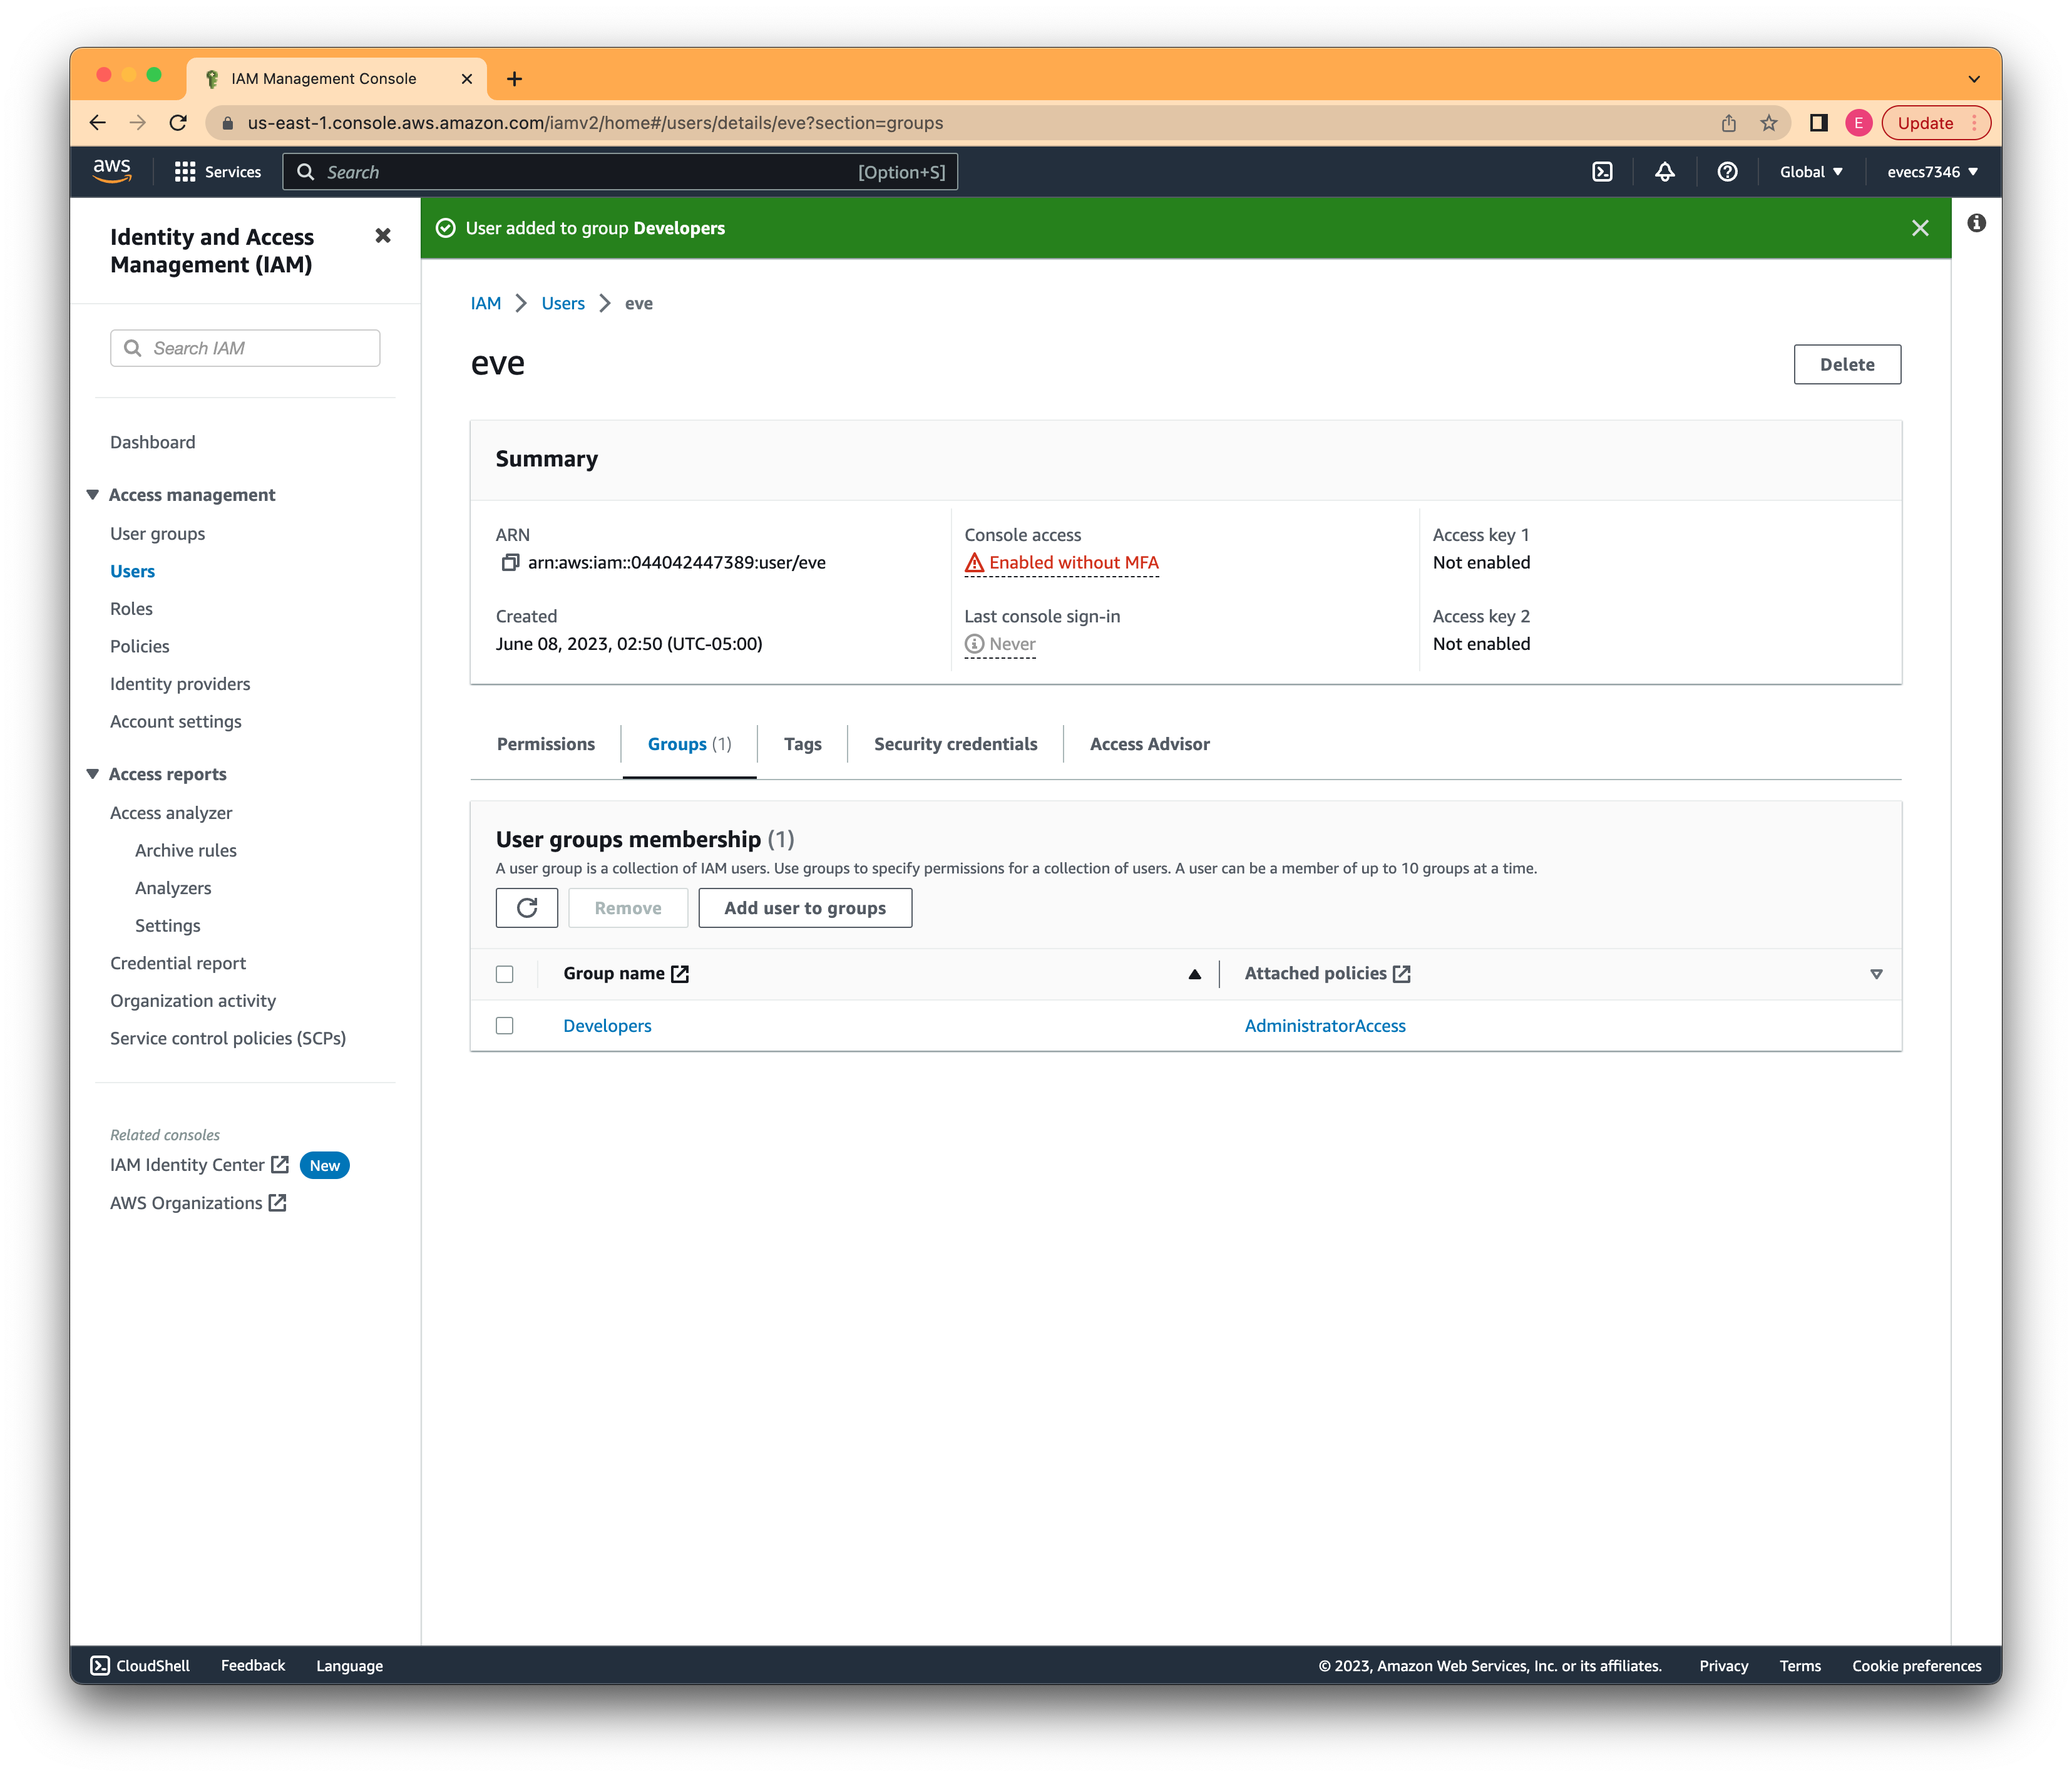 IAM Management Console
us-east-1.console.aws.amazon.com/iamv2/home#/users/details/eve?section=groups
E
Update
aws
Services
Search
[Option+S]
Global
evecs7346
Identity and Access
Management (IAM)
Search IAM
Dashboard
Access management
User groups
Users
Roles
Policies
Identity providers
Account settings
Access reports
Access analyzer
Archive rules
Analyzers
Settings
Credential report
Organization activity
Service control policies (SCPs)
Related consoles
IAM Identity Center New
AWS Organizations
User added to group Developers
IAM > Users > eve
eve
Delete
Summary
ARN
arn:aws:iam::044042447389:user/eve
Created
June 08, 2023, 02:50 (UTC-05:00)
Console access
Enabled without MFA
Last console sign-in
Never
Access key 1
Not enabled
Access key 2
Not enabled
Permissions
Groups (1)
Tags
Security credentials
Access Advisor
User groups membership (1)
A user group is a collection of IAM users. Use groups to specify permissions for a collection of users. A user can be a member of up to 10 groups at a time.
Remove
Add user to groups
Group name
Attached policies
Developers
AdministratorAccess
CloudShell
Feedback
Language
© 2023, Amazon Web Services, Inc. or its affiliates.
Privacy
Terms
Cookie preferences